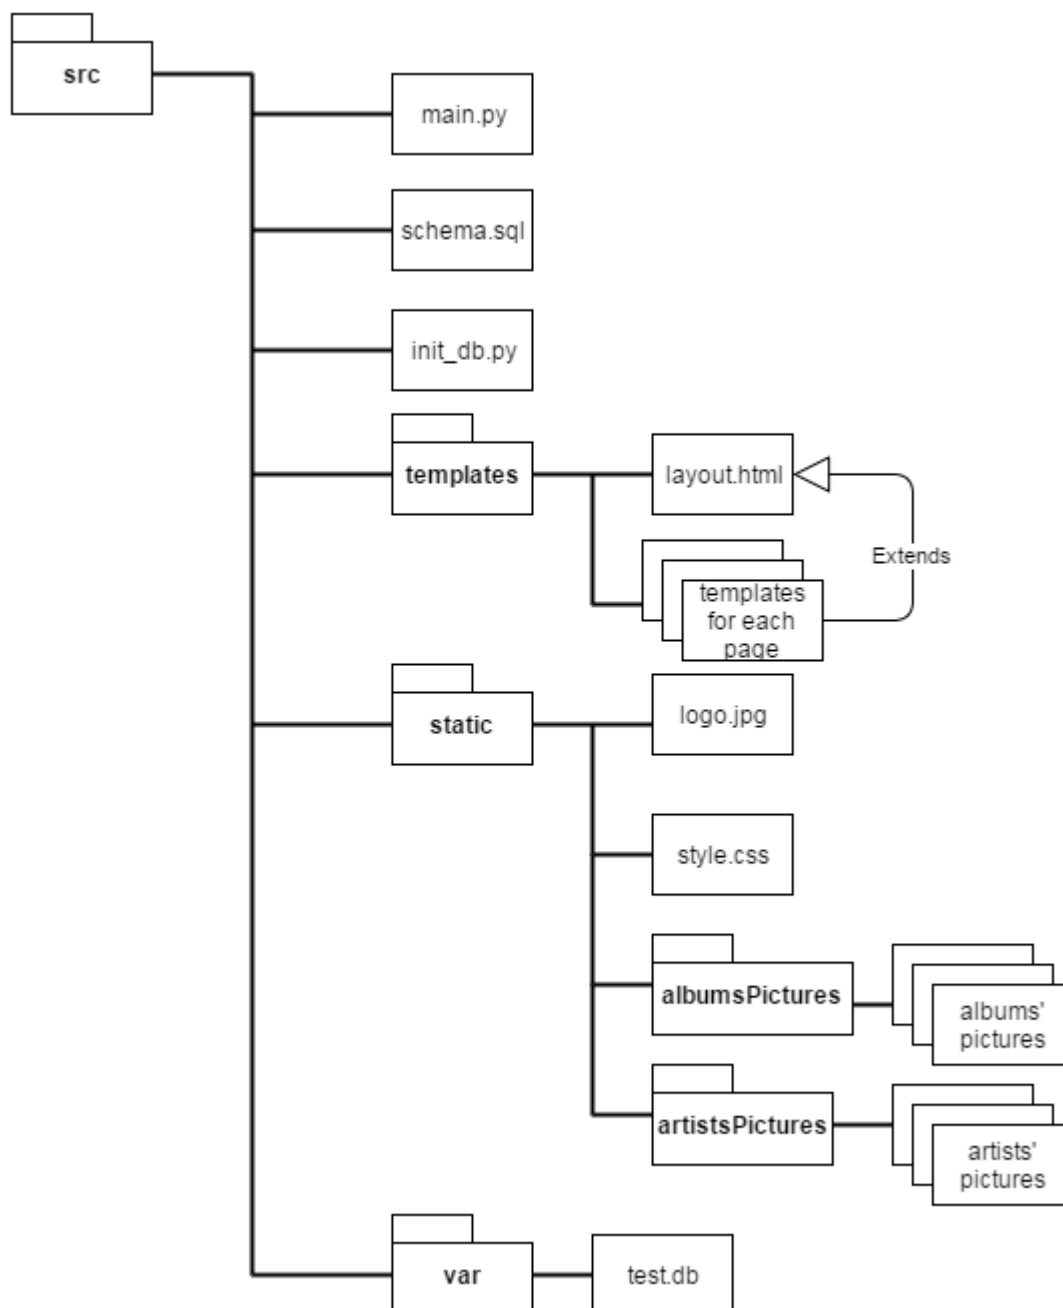 src
main.py
schema.sql
init_db.py
templates
layout.html
Extends
templates
for each
page
static
logo.jpg
style.css
albumsPictures
albums'
pictures
artistsPictures
artists'
pictures
var
test.db